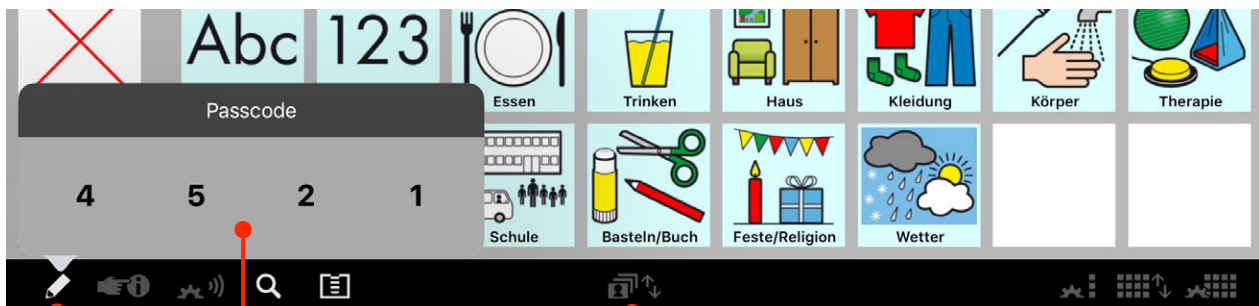 Abc 123
Essen Trinken Haus Kleidung Körper Therapie
Passcode
4 5 2 1
Schule Basteln/Buch Feste/Religion Wetter